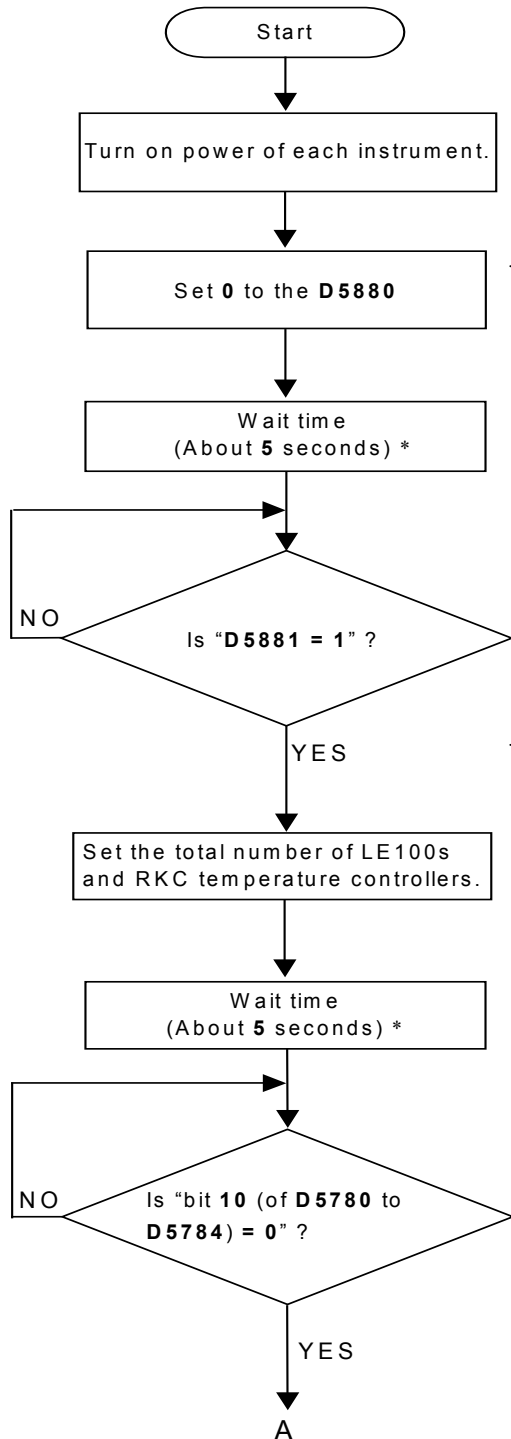 Start
Turn on power of each instrument.
Set 0 to the D5880
Wait time
(About 5 seconds) *
NO
Is “D5881 = 1” ?
YES
Set the total number of LE100s
and RKC temperature controllers.
Wait time
(About 5 seconds) *
NO
Is “bit 10 (of D5780 to
D5784) = 0” ?
YES
A